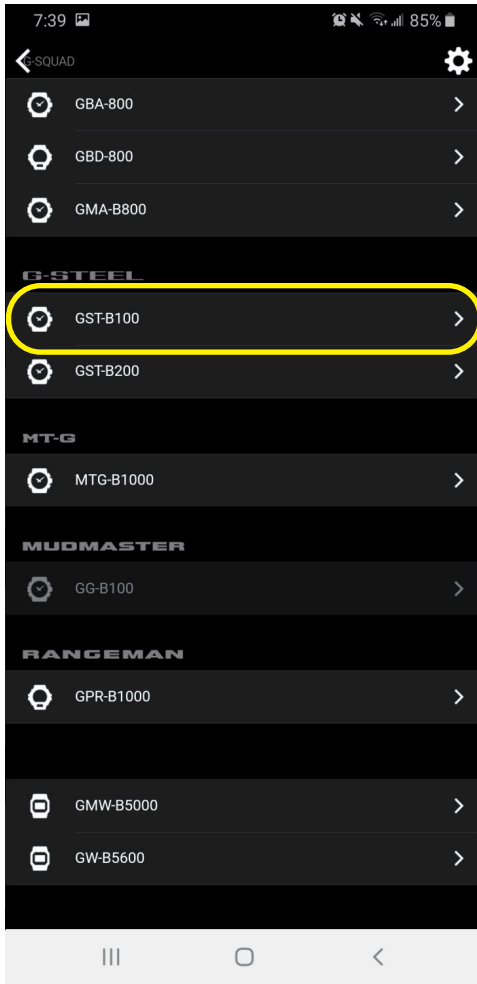 7:39 85%
G-SQUAD
GBA-800
GBD-800
GMA-B800
G-STEEL
GST-B100
GST-B200
MT-G
MTG-B1000
MUDMASTER
GG-B100
RANGEMAN
GPR-B1000
GMW-B5000
GW-B5600